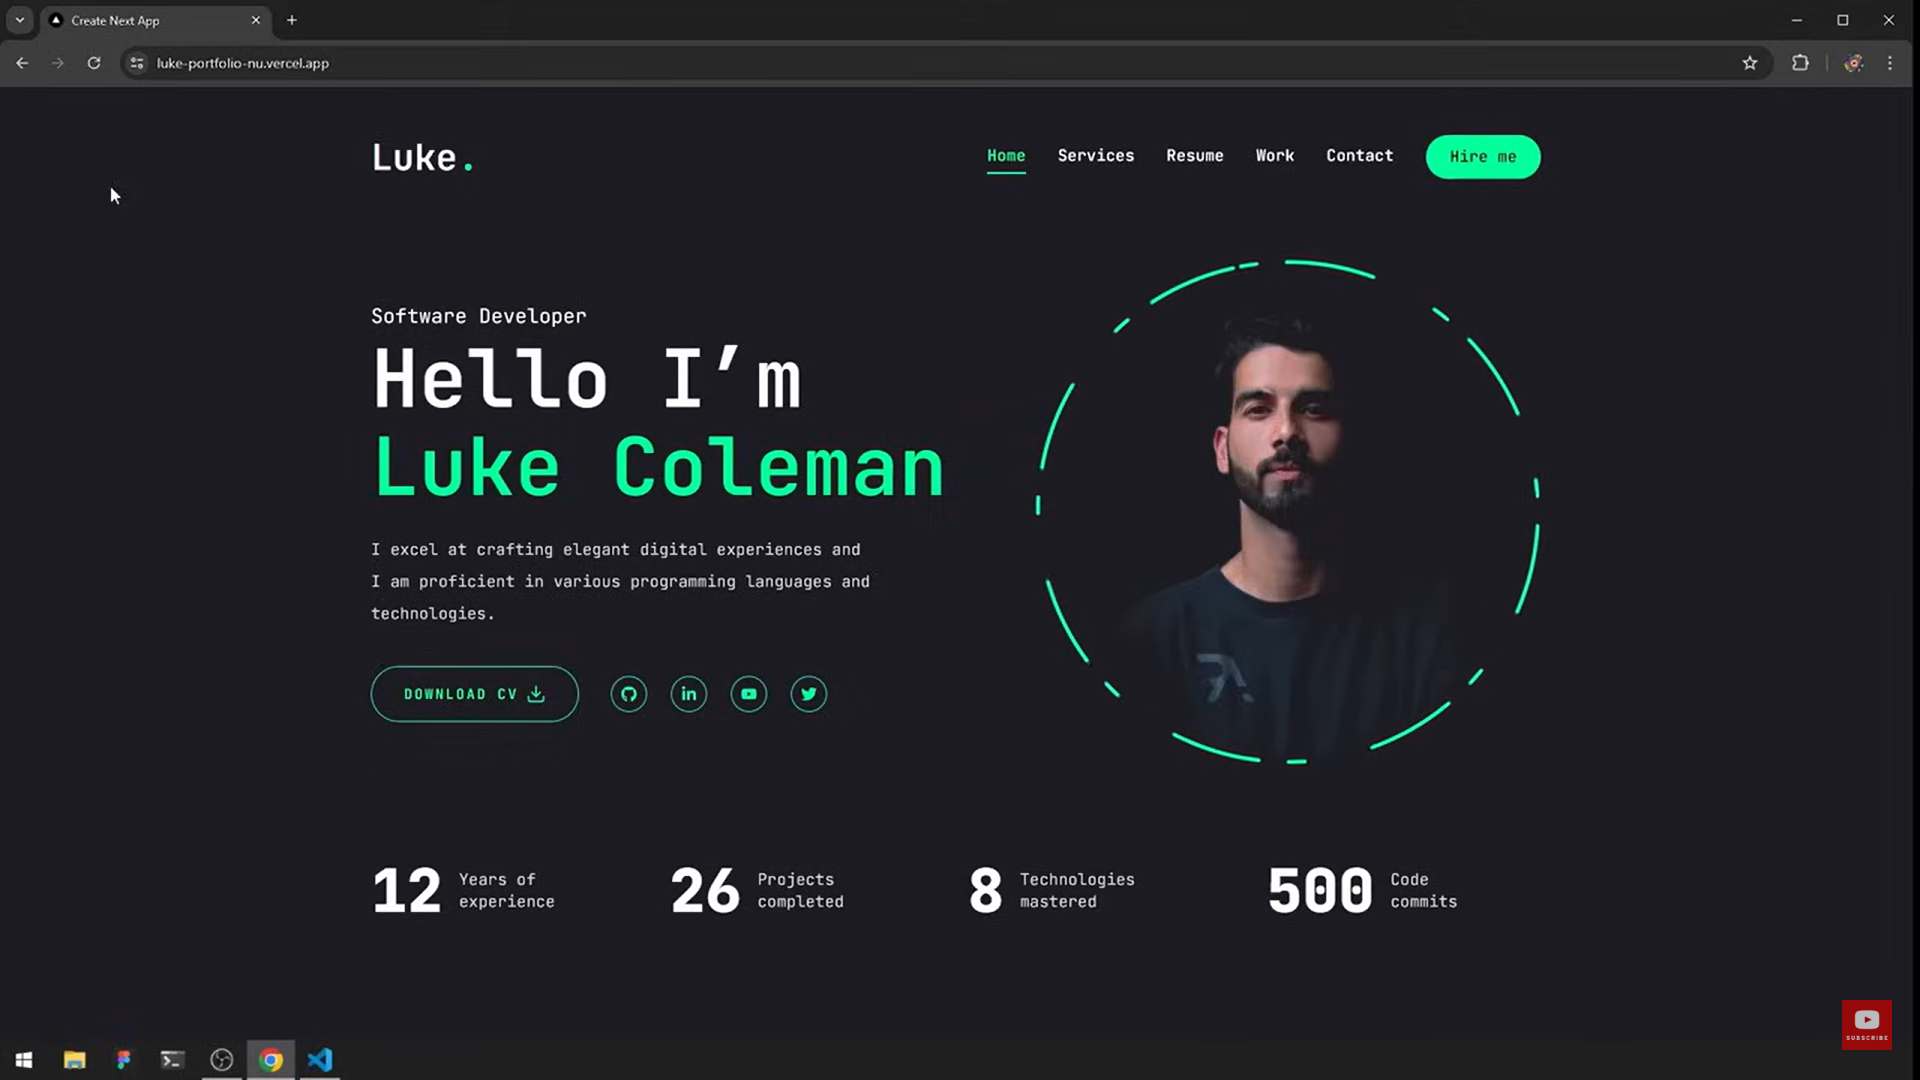 Create Next App
luke-portfolio-nu.vercel.app
Luke.
Home Services Resume Work Contact Hire me
Software Developer
Hello I’m
Luke Coleman
I excel at crafting elegant digital experiences and
I am proficient in various programming languages and
technologies.
DOWNLOAD CV
in
12 Years of
experience
26 Projects
completed
8 Technologies
mastered
500 Code
commits
SUBSCRIBE